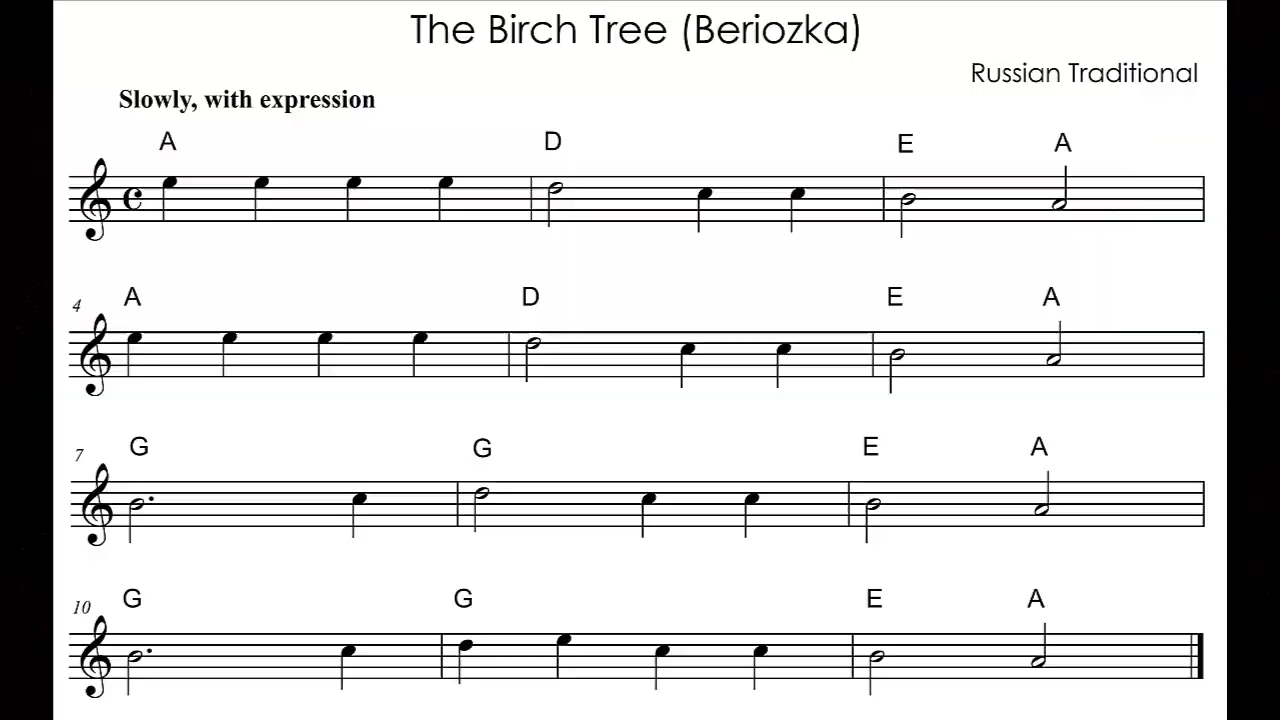 The Birch Tree (Beriozka)
Russian Traditional
Slowly, with expression
A D E A
4 A D E A
7 G G E A
10 G G E A